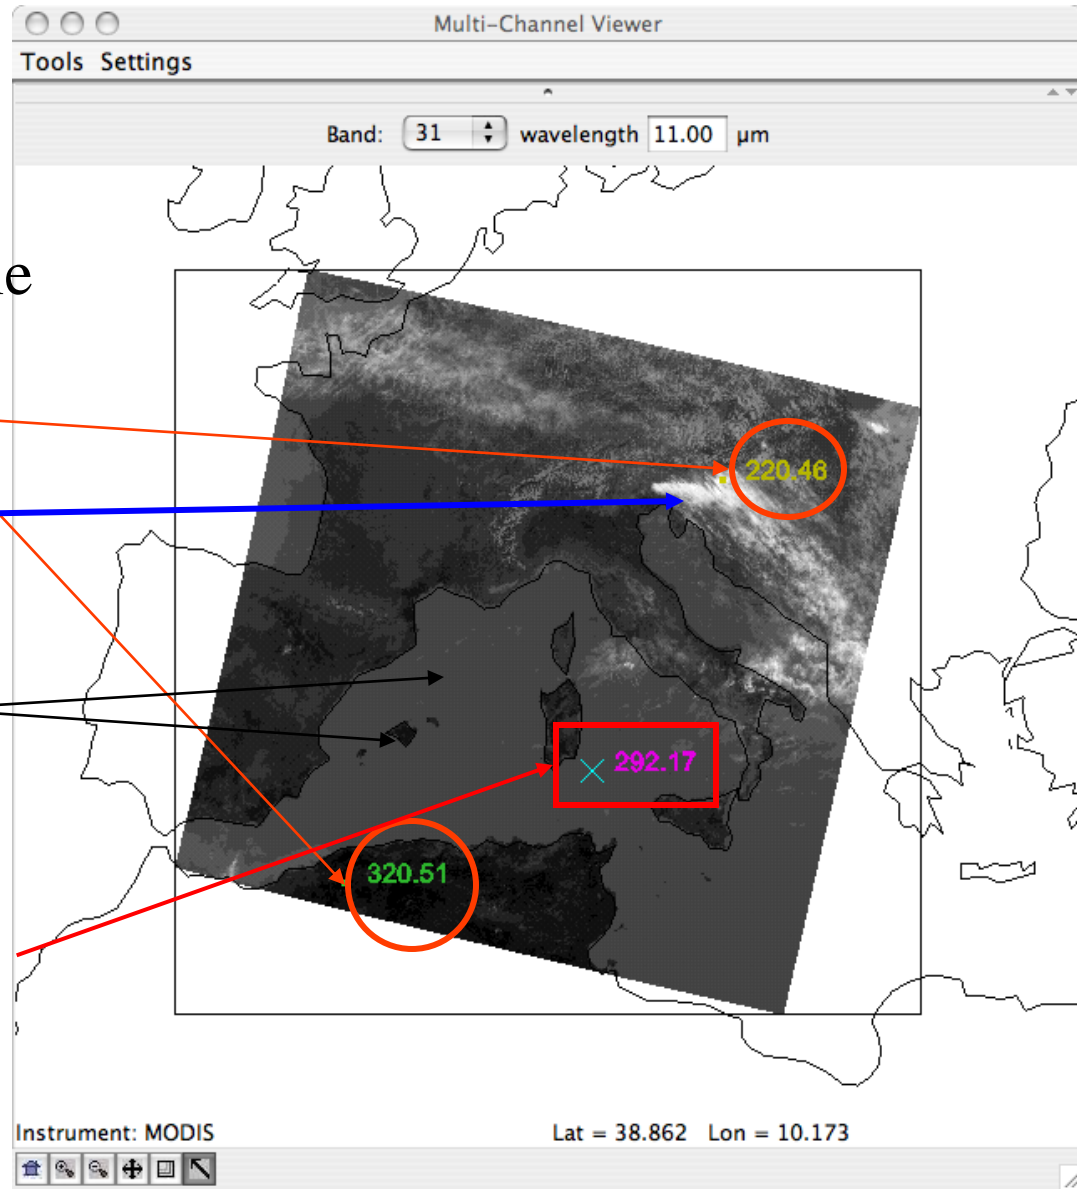 Multi-Channel Viewer
Tools Settings
Band: 31 wavelength 11.00 µm
220.46
292.17
320.51
Instrument: MODIS Lat = 38.862 Lon = 10.173